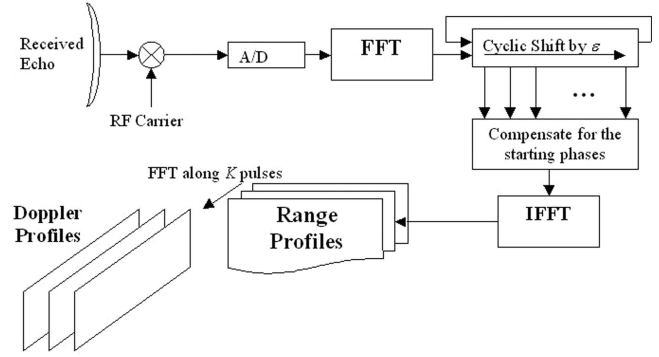 Received
Echo
RF Carrier
A/D
FFT
Cyclic Shift by ε
...
Compensate for the
starting phases
IFFT
Range
Profiles
FFT along K pulses
Doppler
Profiles